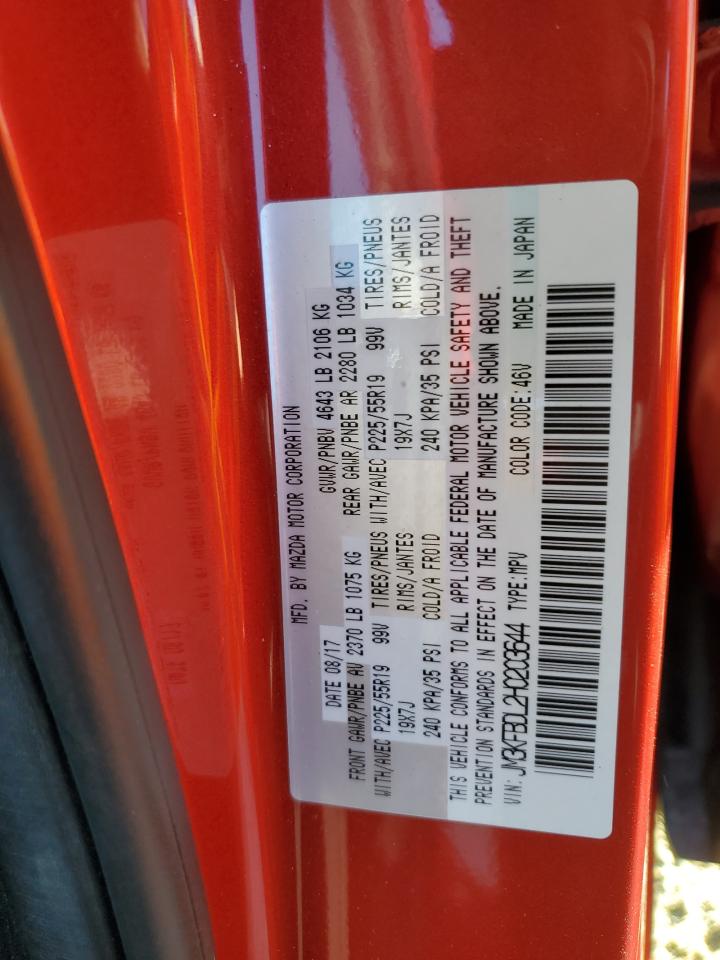 MFD. BY MAZDA MOTOR CORPORATION
DATE 08/17 GVWR/PNBV 4643 LB 2106 KG
FRONT GAWR/PNBE AV 2370 LB 1075 KG REAR GAWR/PNBE AR 2280 LB 1034 KG
WITH/AVEC P225/55R19 99V TIRES/PNEUS WITH/AVEC P225/55R19 99V TIRES/PNEUS
19X7J RIMS/JANTES 19X7J RIMS/JANTES
240 KPA/35 PSI COLD/A FROID 240 KPA/35 PSI COLD/A FROID
THIS VEHICLE CONFORMS TO ALL APPLICABLE FEDERAL MOTOR VEHICLE SAFETY AND THEFT
PREVENTION STANDARDS IN EFFECT ON THE DATE OF MANUFACTURE SHOWN ABOVE.
VIN: JM3KFBDL2H0203644 TYPE:MPV COLOR CODE:46V MADE IN JAPAN